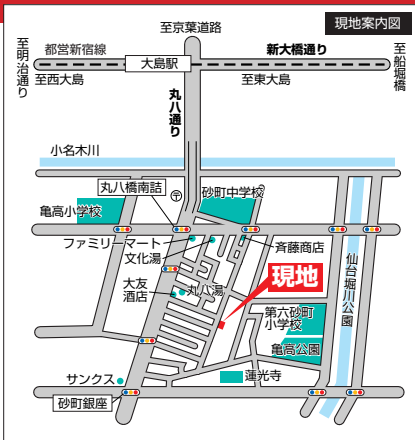 現地案内図
至京葉道路
至明治通り
都営新宿線
大島駅
新大橋通り
至船堀橋
至西大島
至東大島
丸八通り
小名木川
丸八橋南詰
〒
砂町中学校
亀高小学校
ファミリーマート
文化湯
斉藤商店
現地
仙台堀川公園
大友
酒店
丸八湯
第六砂町
小学校
亀高公園
サンクス
蓮光寺
砂町銀座